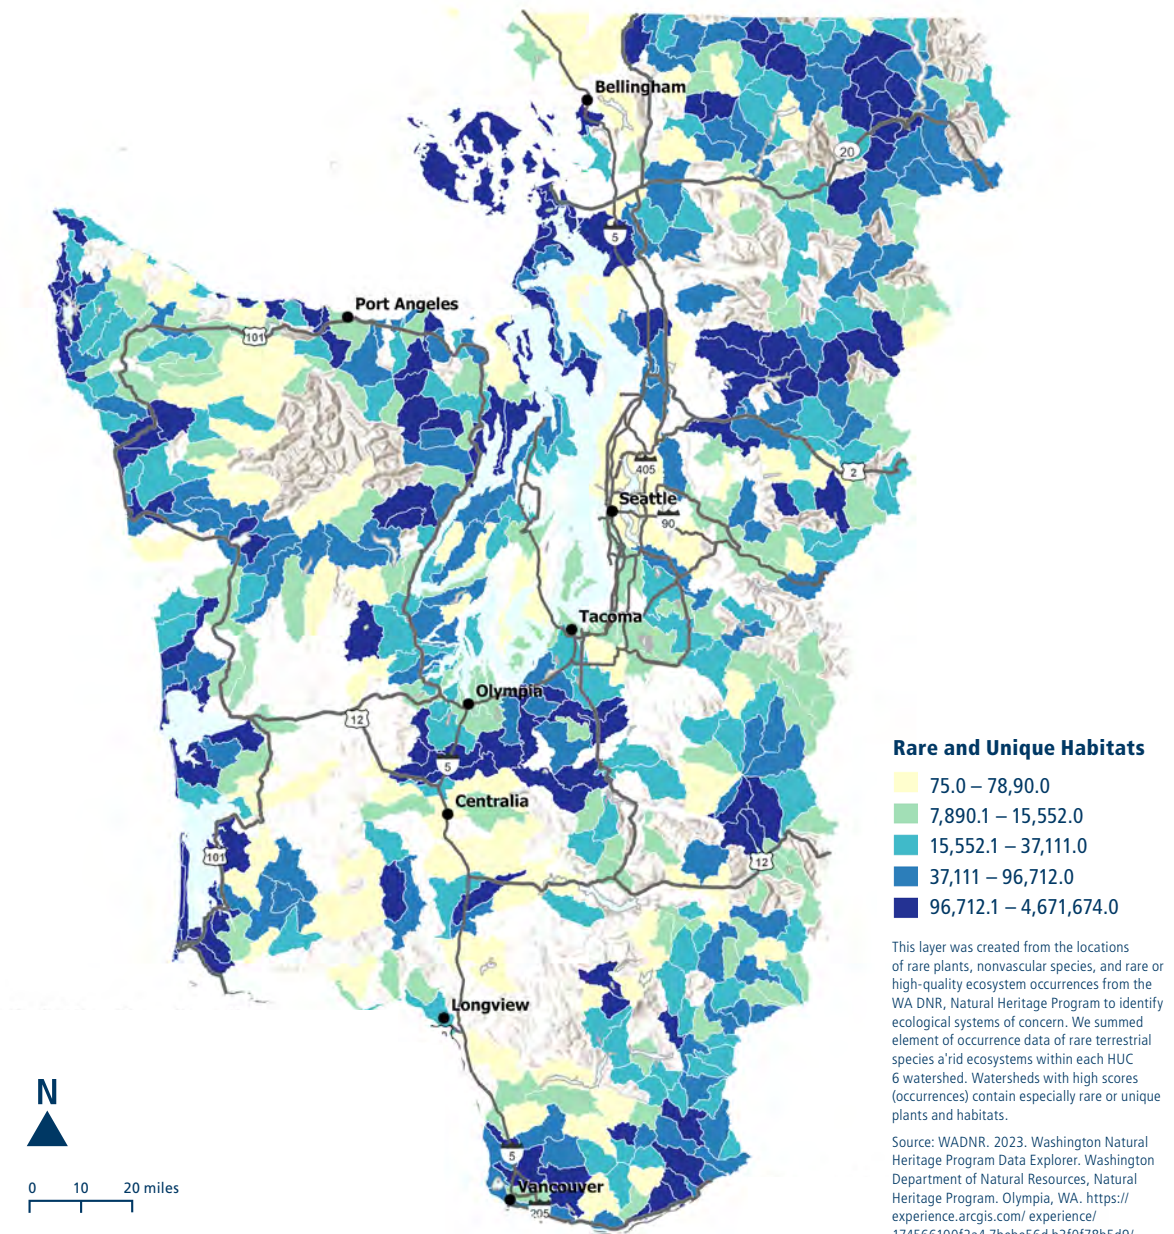 Bellingham
20
5
Port Angeles
101
2
405
Seattle
90
Tacoma
Olympia
12
5
Centralia
101
12
Longview
5
Vancouver
205
N
0 10 20 miles
Rare and Unique Habitats
75.0 – 78,90.0
7,890.1 – 15,552.0
15,552.1 – 37,111.0
37,111 – 96,712.0
96,712.1 – 4,671,674.0
This layer was created from the locations
of rare plants, nonvascular species, and rare or
high-quality ecosystem occurrences from the
WA DNR, Natural Heritage Program to identify
ecological systems of concern. We summed
element of occurrence data of rare terrestrial
species a'rid ecosystems within each HUC
6 watershed. Watersheds with high scores
(occurrences) contain especially rare or unique
plants and habitats.
Source: WADNR. 2023. Washington Natural
Heritage Program Data Explorer. Washington
Department of Natural Resources, Natural
Heritage Program. Olympia, WA. https://
experience.arcgis.com/ experience/